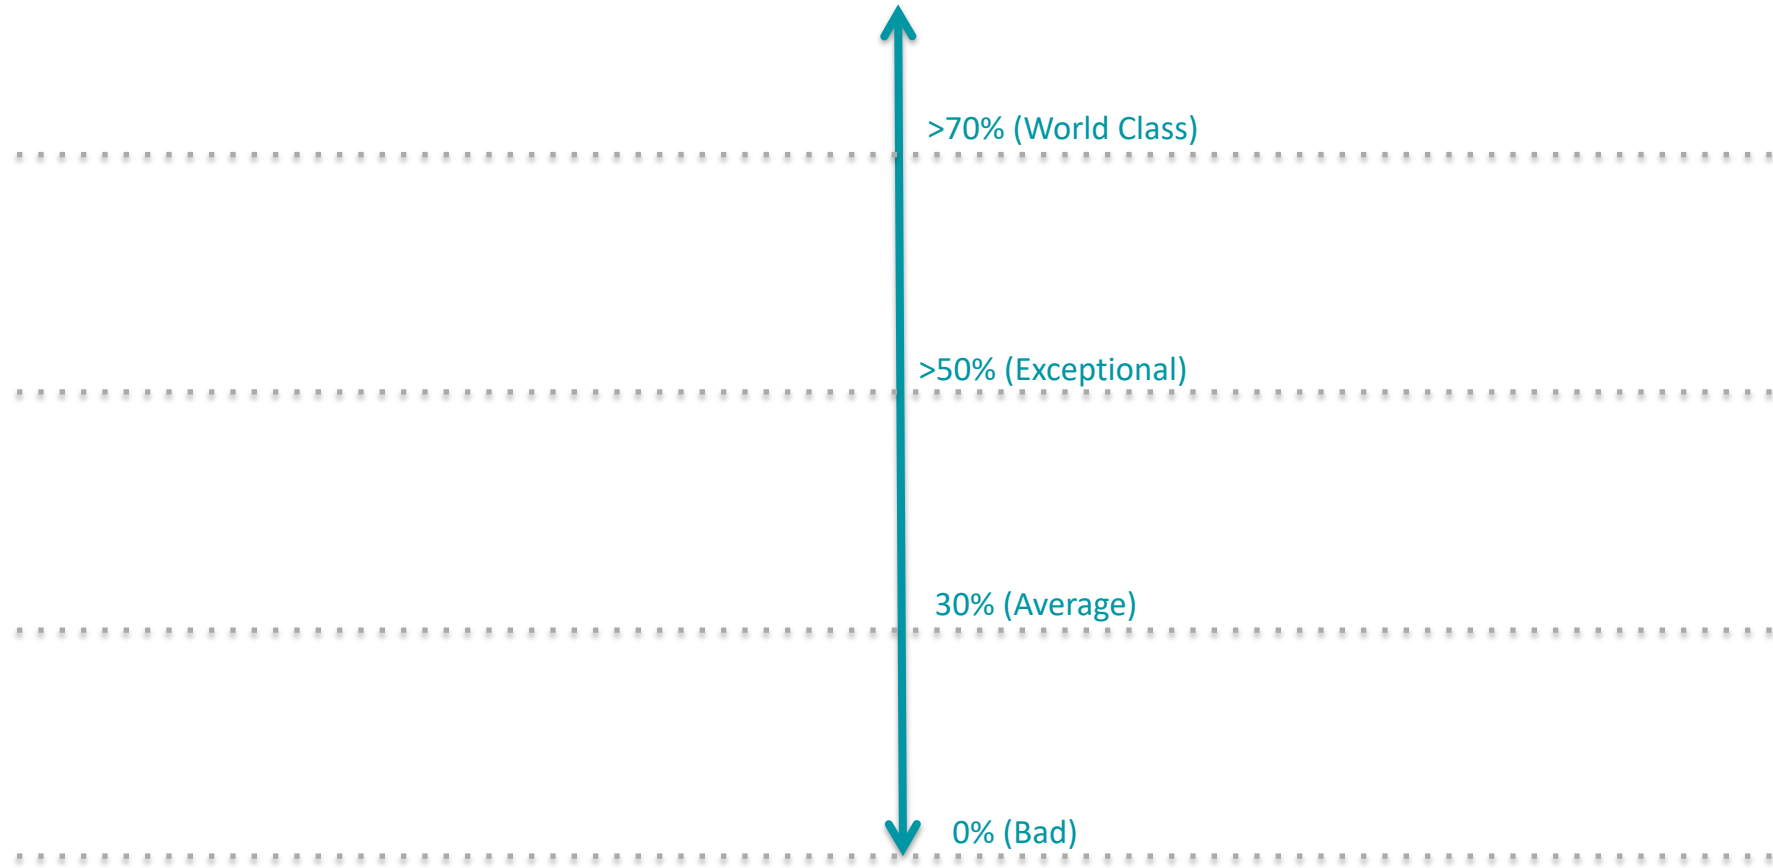 >70% (World Class)
>50% (Exceptional)
30% (Average)
0% (Bad)